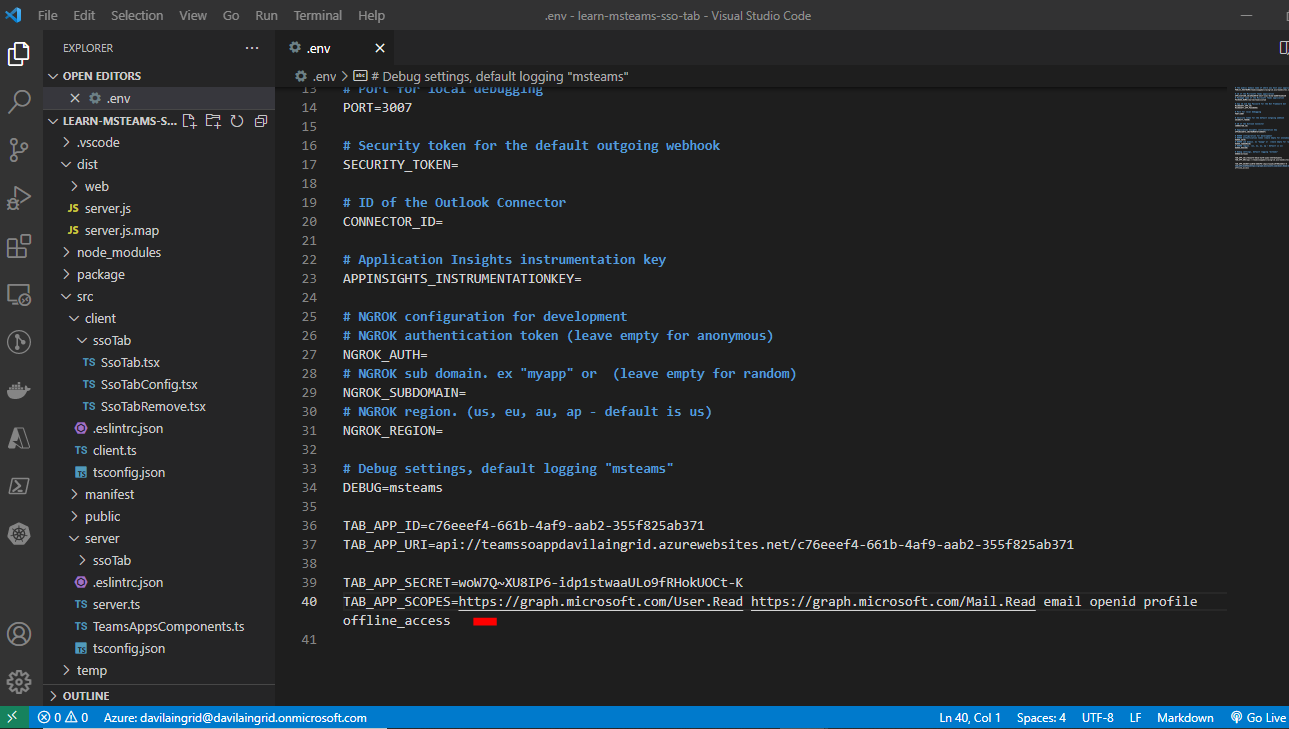 File Edit Selection View Go Run Terminal Help
.env - learn-msteams-sso-tab - Visual Studio Code
EXPLORER
OPEN EDITORS
.env
LEARN-MSTEAMS-S...
.vscode
dist
web
JS server.js
JS server.js.map
node_modules
package
src
client
ssoTab
TS SsoTab.tsx
TS SsoTabConfig.tsx
TS SsoTabRemove.tsx
.eslintrc.json
TS client.ts
TS tsconfig.json
manifest
public
server
ssoTab
.eslintrc.json
TS server.ts
TS TeamsAppsComponents.ts
TS tsconfig.json
temp
OUTLINE
.env
.env > abc # Debug settings, default logging "msteams"
13 # Port for local debugging
14 PORT=3007
15
16 # Security token for the default outgoing webhook
17 SECURITY_TOKEN=
18
19 # ID of the Outlook Connector
20 CONNECTOR_ID=
21
22 # Application Insights instrumentation key
23 APPINSIGHTS_INSTRUMENTATIONKEY=
24
25 # NGROK configuration for development
26 # NGROK authentication token (leave empty for anonymous)
27 NGROK_AUTH=
28 # NGROK sub domain. ex "myapp" or  (leave empty for random)
29 NGROK_SUBDOMAIN=
30 # NGROK region. (us, eu, au, ap - default is us)
31 NGROK_REGION=
32
33 # Debug settings, default logging "msteams"
34 DEBUG=msteams
35
36 TAB_APP_ID=c76eeef4-661b-4af9-aab2-355f825ab371
37 TAB_APP_URI=api://teamssoappdavilaingrid.azurewebsites.net/c76eeef4-661b-4af9-aab2-355f825ab371
38
39 TAB_APP_SECRET=woW7Q~XU8IP6-idp1stwaaULo9fRHokUOCt-K
40 TAB_APP_SCOPES=https://graph.microsoft.com/User.Read https://graph.microsoft.com/Mail.Read email openid profile
offline_access
41
0 0 Azure: davilaingrid@davilaingrid.onmicrosoft.com
Ln 40, Col 1 Spaces: 4 UTF-8 LF Markdown Go Live